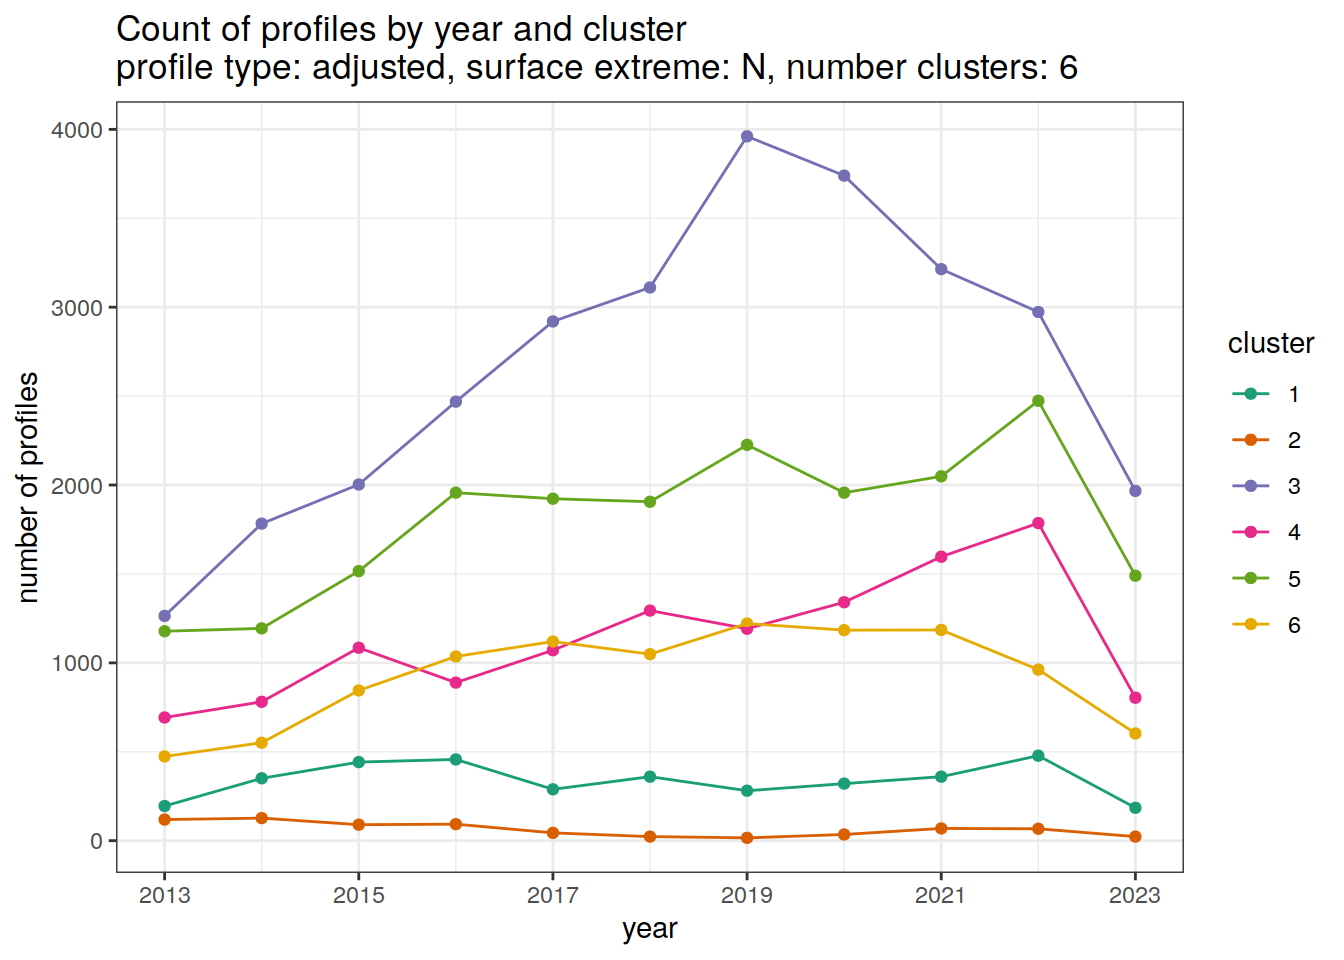 Count of profiles by year and cluster
profile type: adjusted, surface extreme: N, number clusters: 6
4000
3000
2000
1000
0
number of profiles
2013 2015 2017 2019 2021 2023
year
cluster
1
2
3
4
5
6